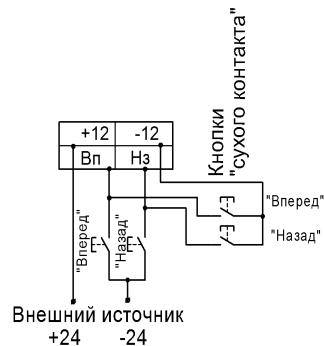 Кнопки
"сухого контакта"
+12 -12
Вп Нз
"Вперед"
"Назад"
"Вперед"
"Назад"
Внешний источник
+24 -24